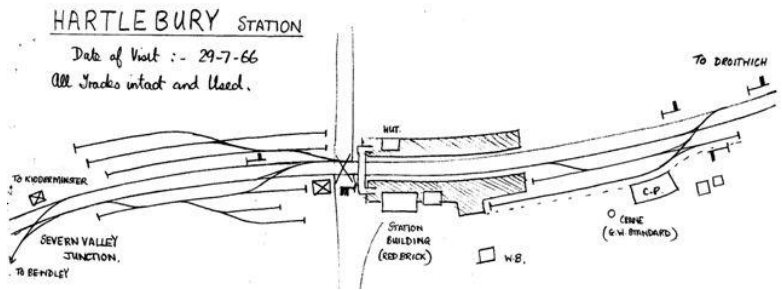 HARTLEBURY STATION
Date of Visit :- 29-7-66
All Tracks intact and Used.
TO DROITWICH
HUT.
TO KIDDERMINSTER
C.P.
CRANE
(G.W. STANDARD)
STATION
BUILDING
(RED BRICK)
SEVERN VALLEY
JUNCTION.
W.B.
TO BEWDLEY